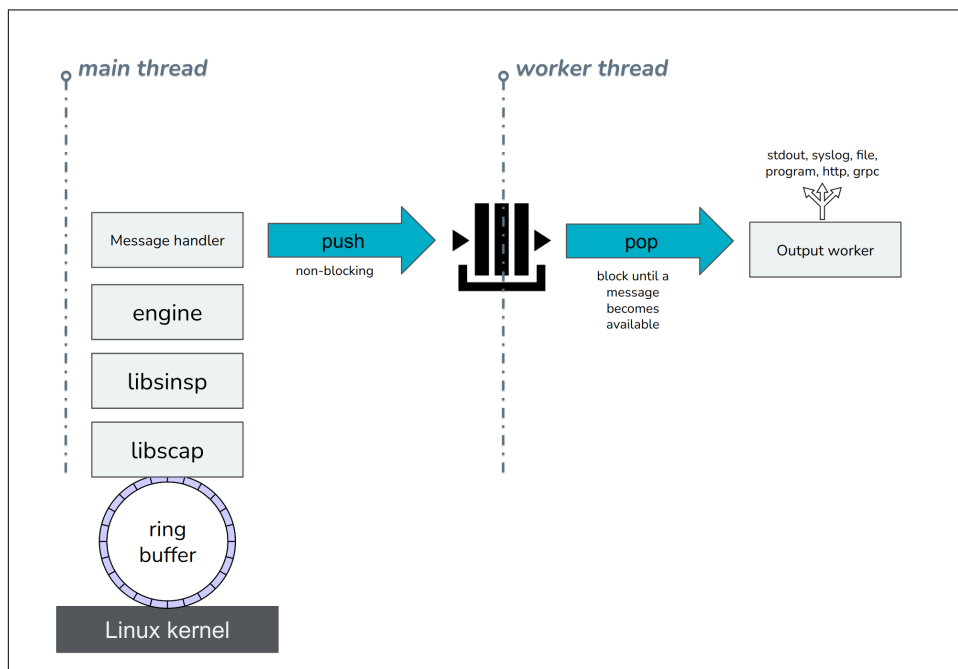 main thread
worker thread
stdout, syslog, file,
program, http, grpc
Message handler
push
non-blocking
pop
block until a
message
becomes
available
Output worker
engine
libsinsp
libscap
ring
buffer
Linux kernel